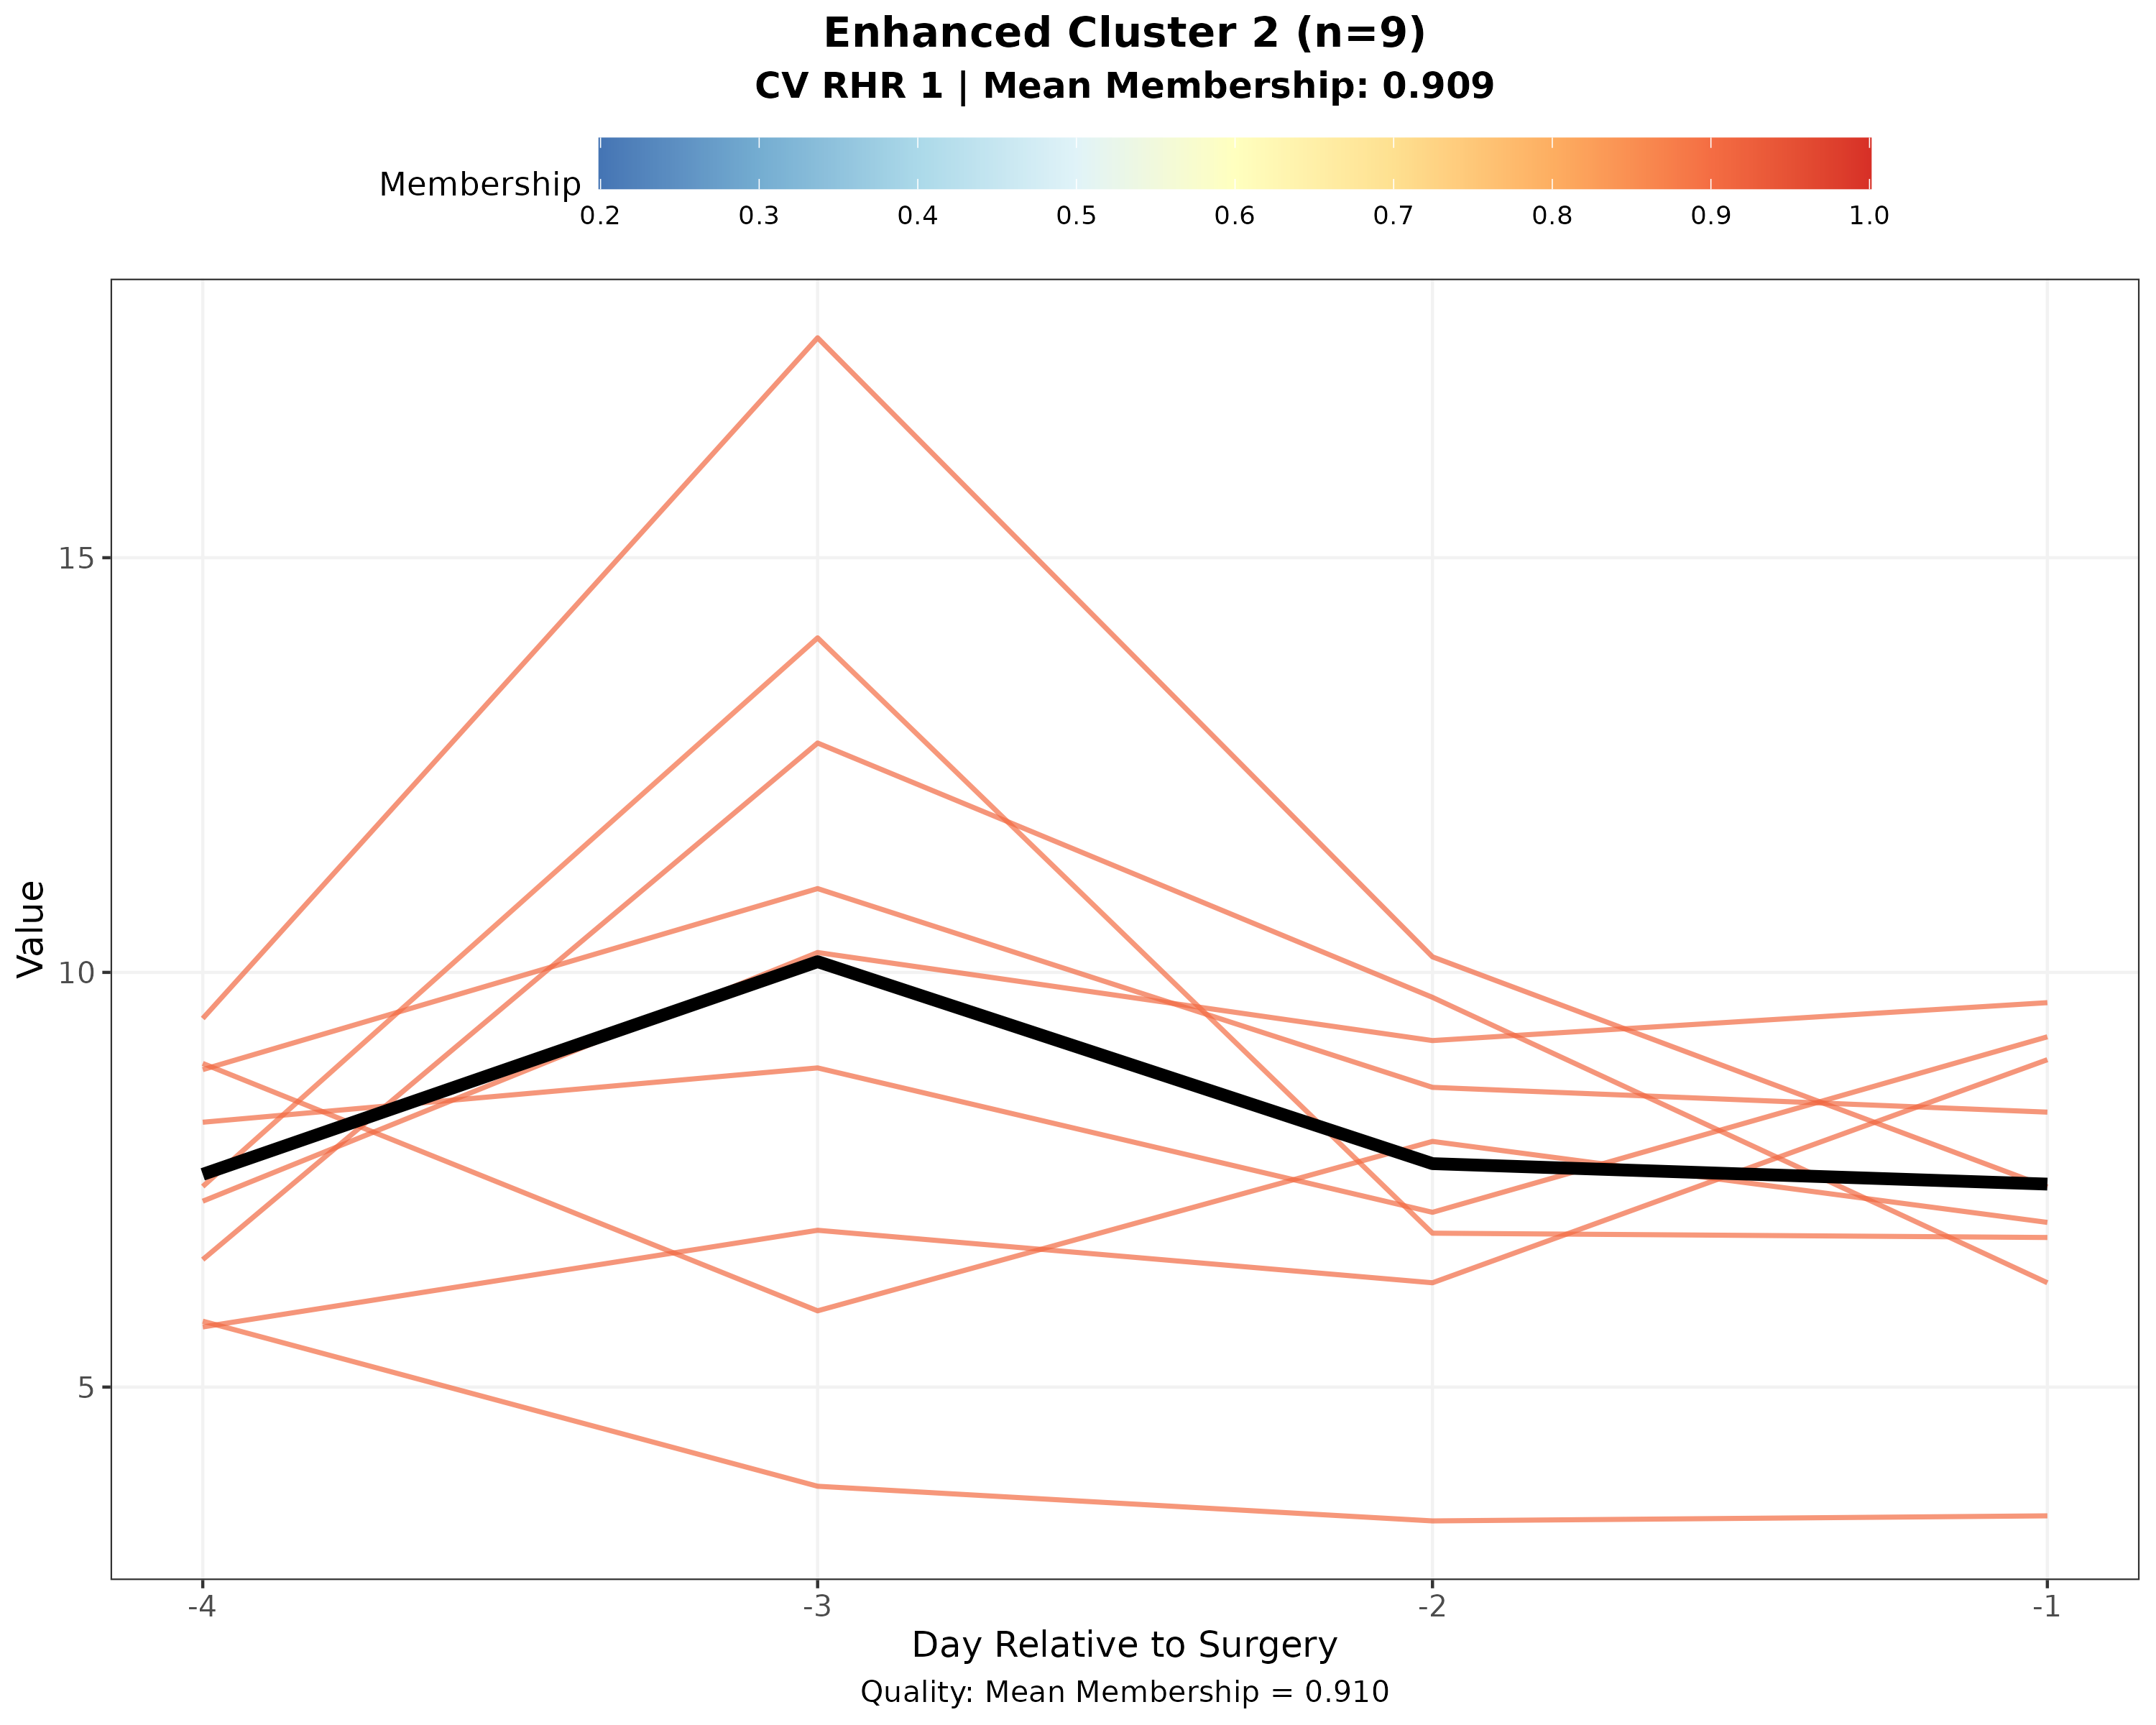 Enhanced Cluster 2 (n=9)
CV RHR 1 | Mean Membership: 0.909
Membership
0.2 0.3 0.4 0.5 0.6 0.7 0.8 0.9 1.0
Value
15
10
5
-4 -3 -2 -1
Day Relative to Surgery
Quality: Mean Membership = 0.910